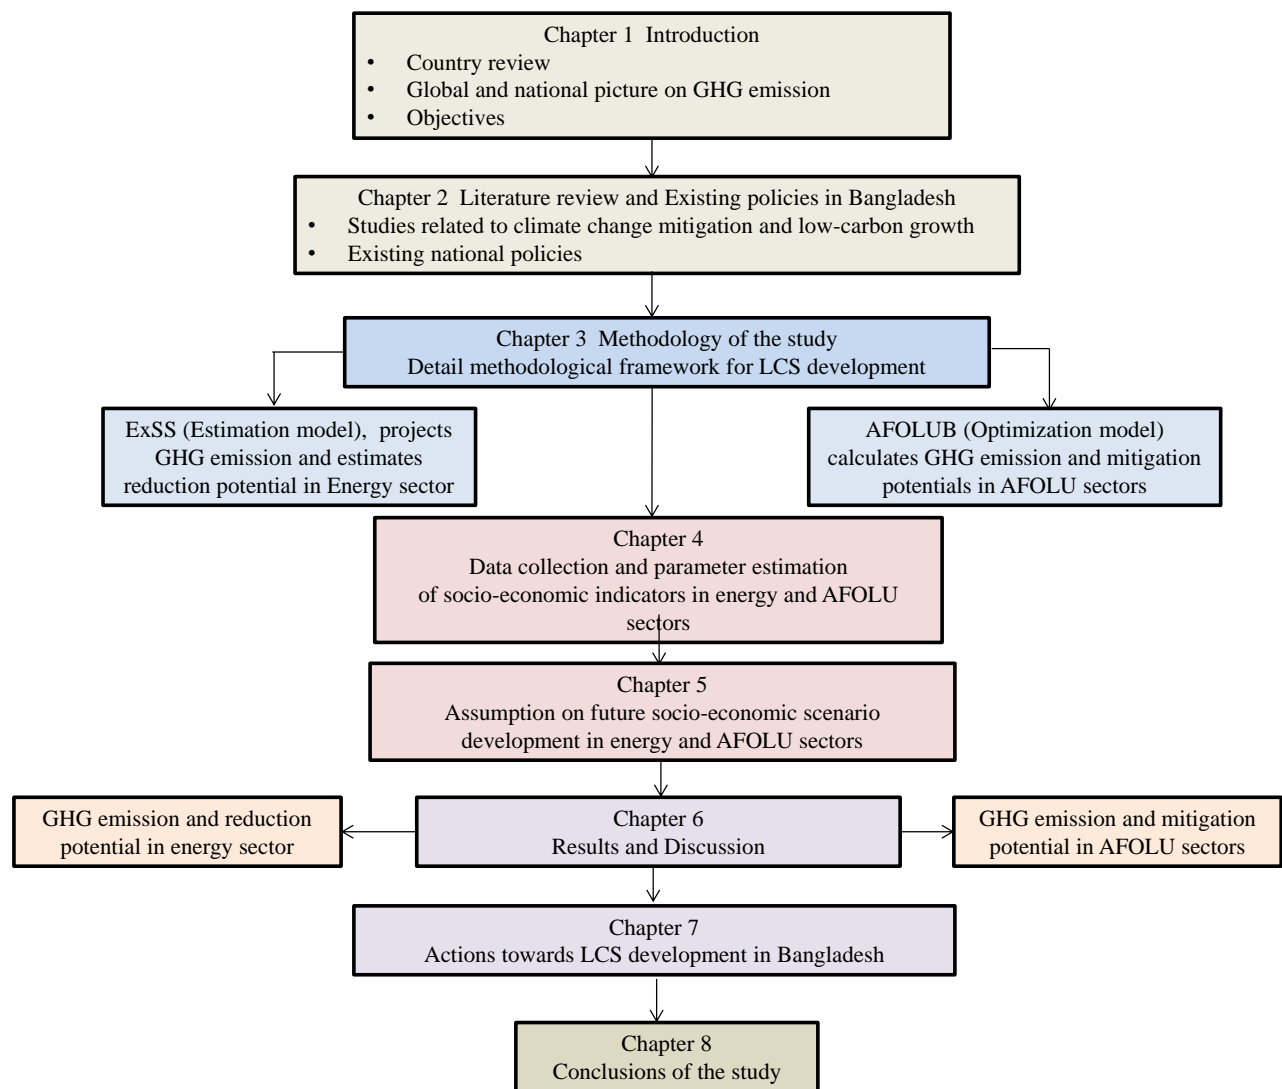 Chapter 1  Introduction
• Country review
• Global and national picture on GHG emission
• Objectives
Chapter 2  Literature review and Existing policies in Bangladesh
• Studies related to climate change mitigation and low-carbon growth
• Existing national policies
Chapter 3  Methodology of the study
Detail methodological framework for LCS development
ExSS (Estimation model),  projects
GHG emission and estimates
reduction potential in Energy sector
AFOLUB (Optimization model)
calculates GHG emission and mitigation
potentials in AFOLU sectors
Chapter 4
Data collection and parameter estimation
of socio-economic indicators in energy and AFOLU
sectors
Chapter 5
Assumption on future socio-economic scenario
development in energy and AFOLU sectors
GHG emission and reduction
potential in energy sector
Chapter 6
Results and Discussion
GHG emission and mitigation
potential in AFOLU sectors
Chapter 7
Actions towards LCS development in Bangladesh
Chapter 8
Conclusions of the study